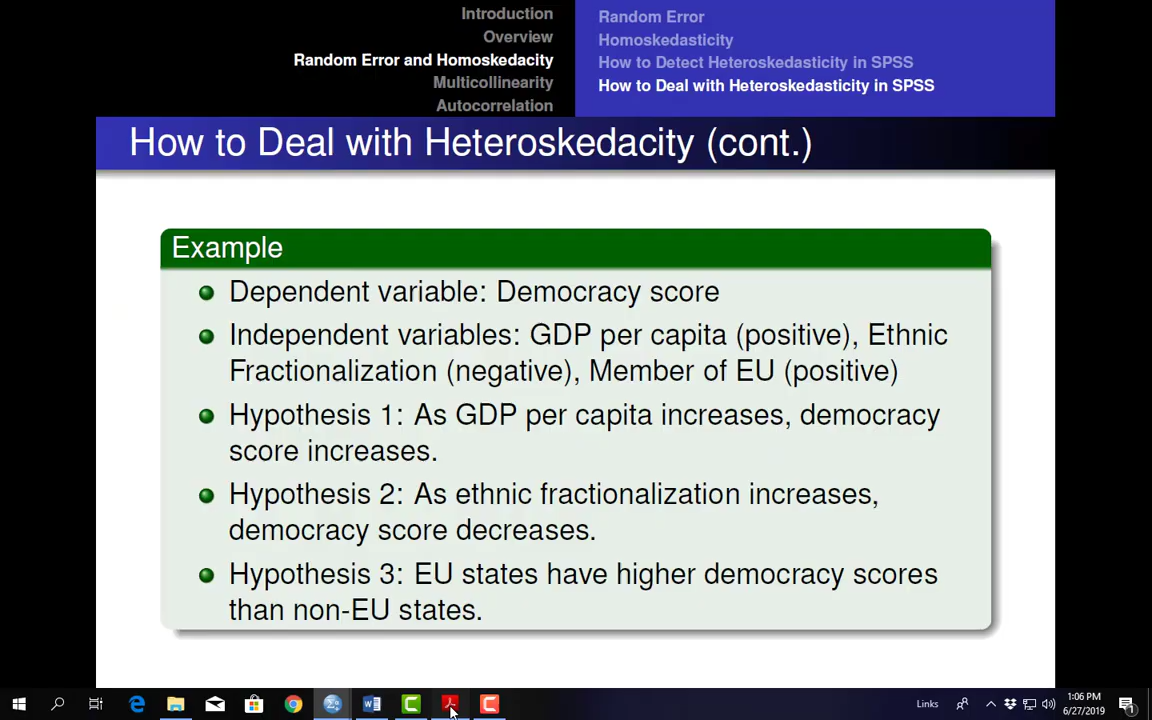 Introduction
Overview
Random Error and Homoskedacity
Multicollinearity
Autocorrelation
Random Error
Homoskedasticity
How to Detect Heteroskedasticity in SPSS
How to Deal with Heteroskedasticity in SPSS
How to Deal with Heteroskedacity (cont.)
Example
Dependent variable: Democracy score
Independent variables: GDP per capita (positive), Ethnic
Fractionalization (negative), Member of EU (positive)
Hypothesis 1: As GDP per capita increases, democracy
score increases.
Hypothesis 2: As ethnic fractionalization increases,
democracy score decreases.
Hypothesis 3: EU states have higher democracy scores
than non-EU states.
Links
1:06 PM
6/27/2019
1